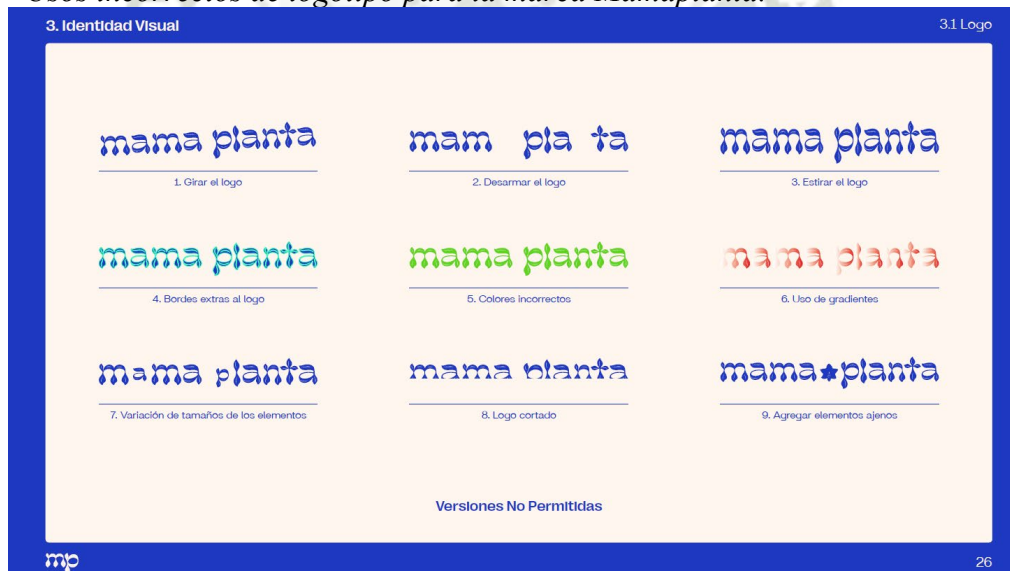 Usos incorrectos de logotipo para la marca Mamaplanta.
3. Identidad Visual
3.1 Logo
mama planta
mam pla ta
mama planta
1. Girar el logo
2. Desarmar el logo
3. Estirar el logo
mama planta
mama planta
mama planta
4. Bordes extras al logo
5. Colores incorrectos
6. Uso de gradientes
mama planta
mama planta
mama planta
7. Variación de tamaños de los elementos
8. Logo cortado
9. Agregar elementos ajenos
Versiones No Permitidas
mp
26